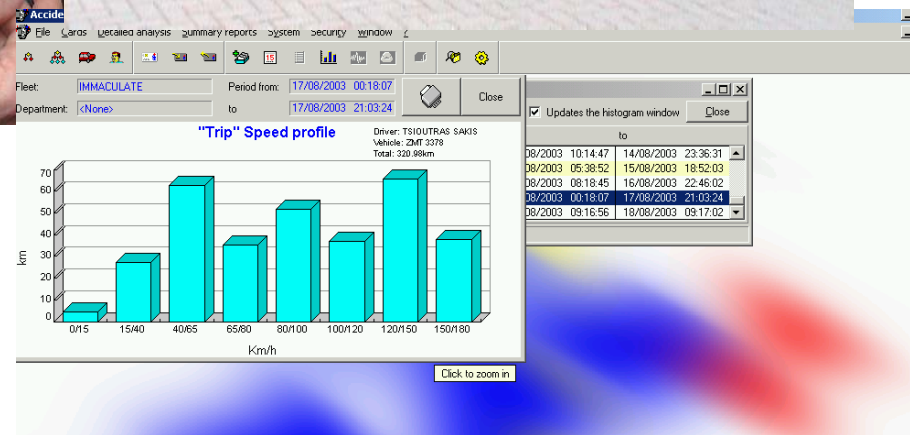 Accide
File Cards Detailed analysis Summary reports System Security Window ?
15
Fleet: IMMACULATE Period from: 17/08/2003 00:18:07
Department: <None> to 17/08/2003 21:03:24
Close
"Trip" Speed profile
Driver: TSIOUTRAS SAKIS
Vehicle: ZMT 3378
Total: 320.98km
70
60
50
40
30
20
10
0
km
0/15 15/40 40/65 65/80 80/100 100/120 120/150 150/180
Km/h
Click to zoom in
Updates the histogram window Close
to
08/2003 10:14:47 14/08/2003 23:36:31
08/2003 05:38:52 15/08/2003 18:52:03
08/2003 08:18:45 16/08/2003 22:46:02
08/2003 00:18:07 17/08/2003 21:03:24
08/2003 09:16:56 18/08/2003 09:17:02